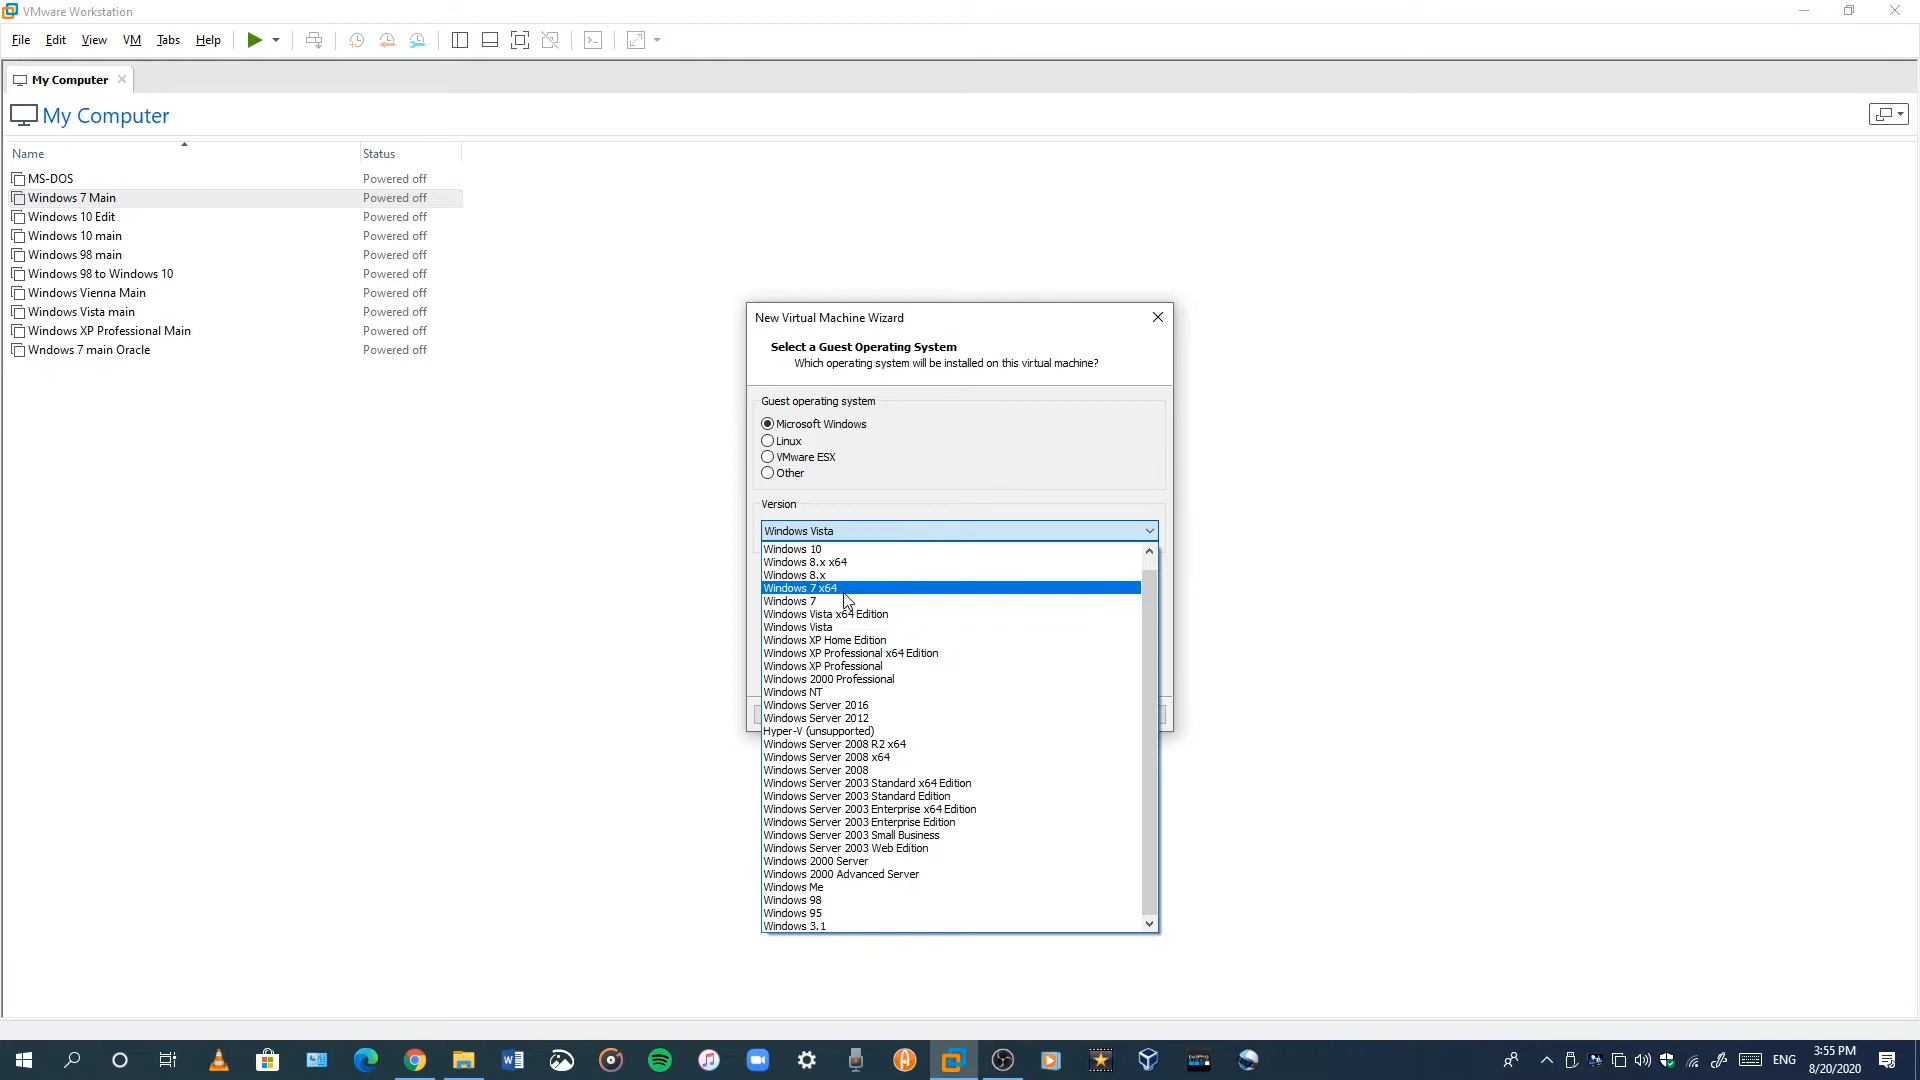 VMware Workstation
File Edit View VM Tabs Help
My Computer
My Computer
Name Status
MS-DOS Powered off
Windows 7 Main Powered off
Windows 10 Edit Powered off
Windows 10 main Powered off
Windows 98 main Powered off
Windows 98 to Windows 10 Powered off
Windows Vienna Main Powered off
Windows Vista main Powered off
Windows XP Professional Main Powered off
Wndows 7 main Oracle Powered off
New Virtual Machine Wizard
Select a Guest Operating System
Which operating system will be installed on this virtual machine?
Guest operating system
Microsoft Windows
Linux
VMware ESX
Other
Version
Windows Vista
Windows 10
Windows 8.x x64
Windows 8.x
Windows 7 x64
Windows 7
Windows Vista x64 Edition
Windows Vista
Windows XP Home Edition
Windows XP Professional x64 Edition
Windows XP Professional
Windows 2000 Professional
Windows NT
Windows Server 2016
Windows Server 2012
Hyper-V (unsupported)
Windows Server 2008 R2 x64
Windows Server 2008 x64
Windows Server 2008
Windows Server 2003 Standard x64 Edition
Windows Server 2003 Standard Edition
Windows Server 2003 Enterprise x64 Edition
Windows Server 2003 Enterprise Edition
Windows Server 2003 Small Business
Windows Server 2003 Web Edition
Windows 2000 Server
Windows 2000 Advanced Server
Windows Me
Windows 98
Windows 95
Windows 3.1
ENG
3:55 PM
8/20/2020